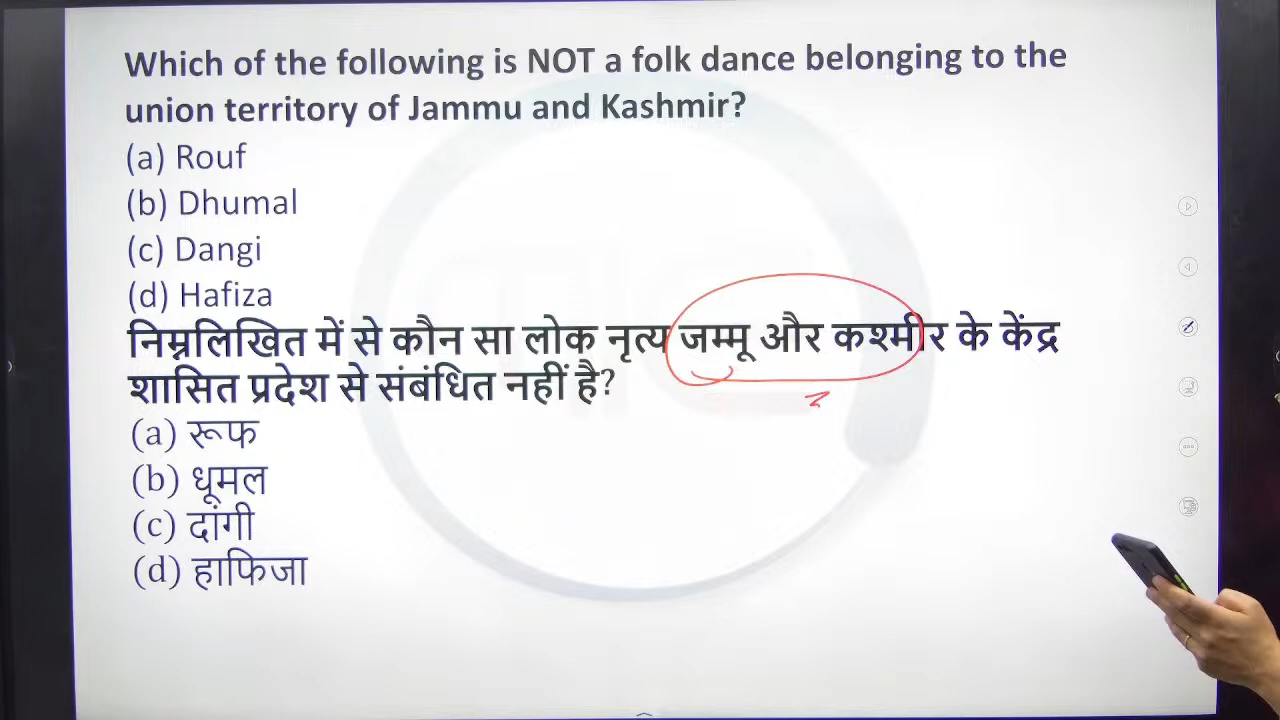 Which of the following is NOT a folk dance belonging to the
union territory of Jammu and Kashmir?
(a) Rouf
(b) Dhumal
(c) Dangi
(d) Hafiza
निम्नलिखित में से कौन सा लोक नृत्य जम्मू और कश्मीर के केंद्र
शासित प्रदेश से संबंधित नहीं है?
(a) रूफ
(b) धूमल
(c) दांगी
(d) हाफिजा